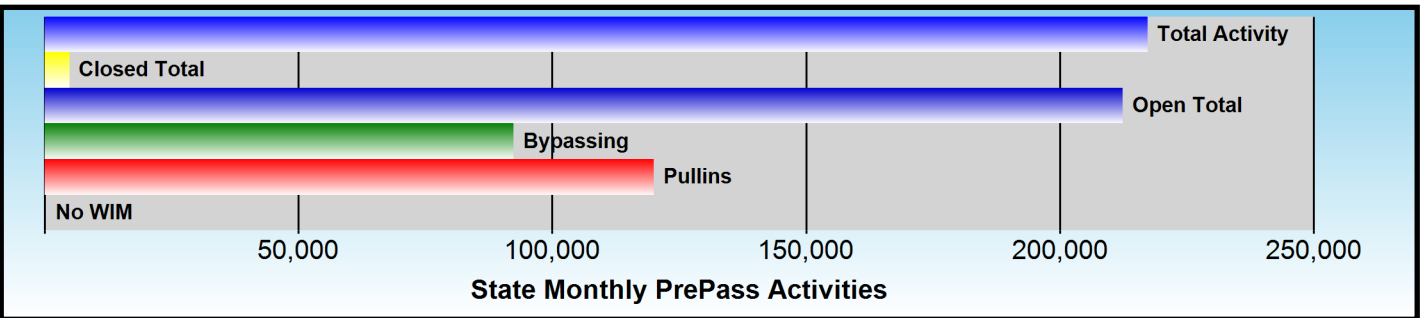 Total Activity
Closed Total
Open Total
Bypassing
Pullins
No WIM
50,000 100,000 150,000 200,000 250,000
State Monthly PrePass Activities